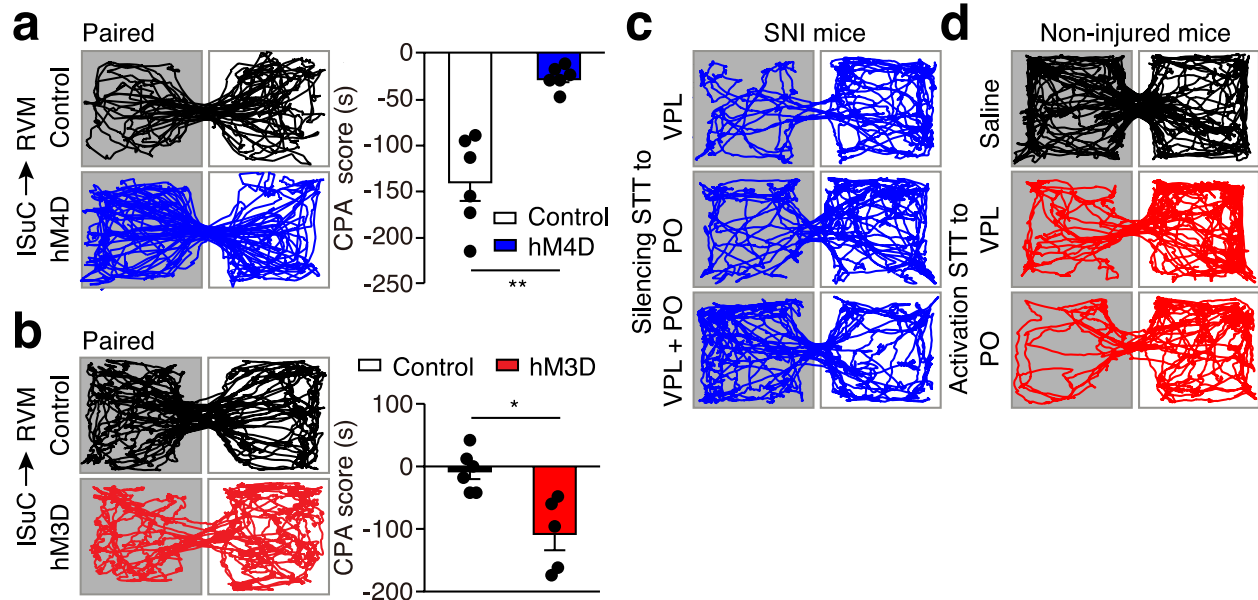 a
Paired
ISuC → RVM
Control
hM4D
CPA score (s)
0
-50
-100
-150
-200
-250
Control
hM4D
**
b
Paired
ISuC → RVM
Control
hM3D
Control
hM3D
CPA score (s)
100
0
-100
-200
*
c
SNI mice
Silencing STT to
VPL
PO
VPL + PO
d
Non-injured mice
Saline
Activation STT to
VPL
PO